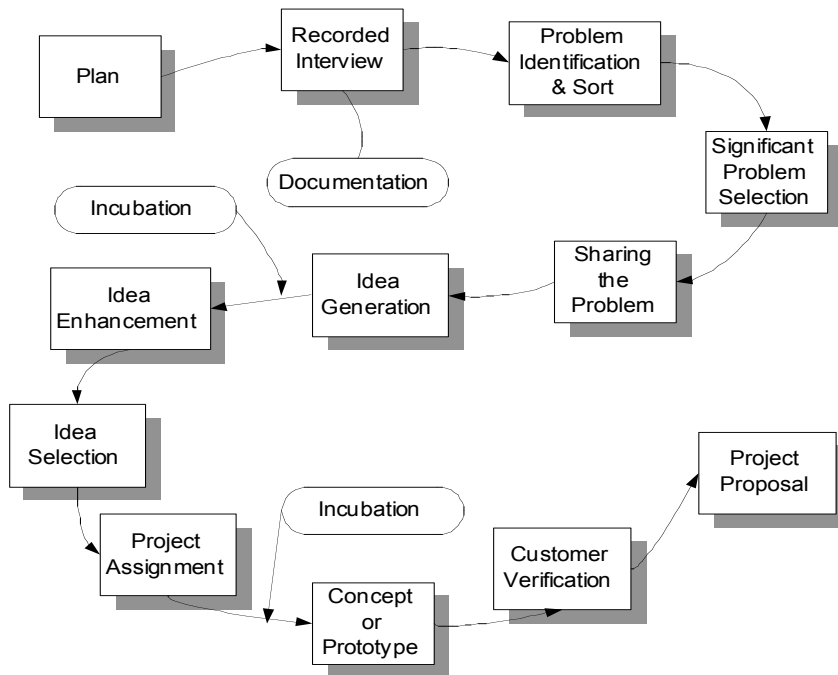 Plan
Recorded
Interview
Problem
Identification
& Sort
Documentation
Significant
Problem
Selection
Sharing
the
Problem
Idea
Generation
Incubation
Idea
Enhancement
Idea
Selection
Project
Assignment
Incubation
Concept
or
Prototype
Customer
Verification
Project
Proposal